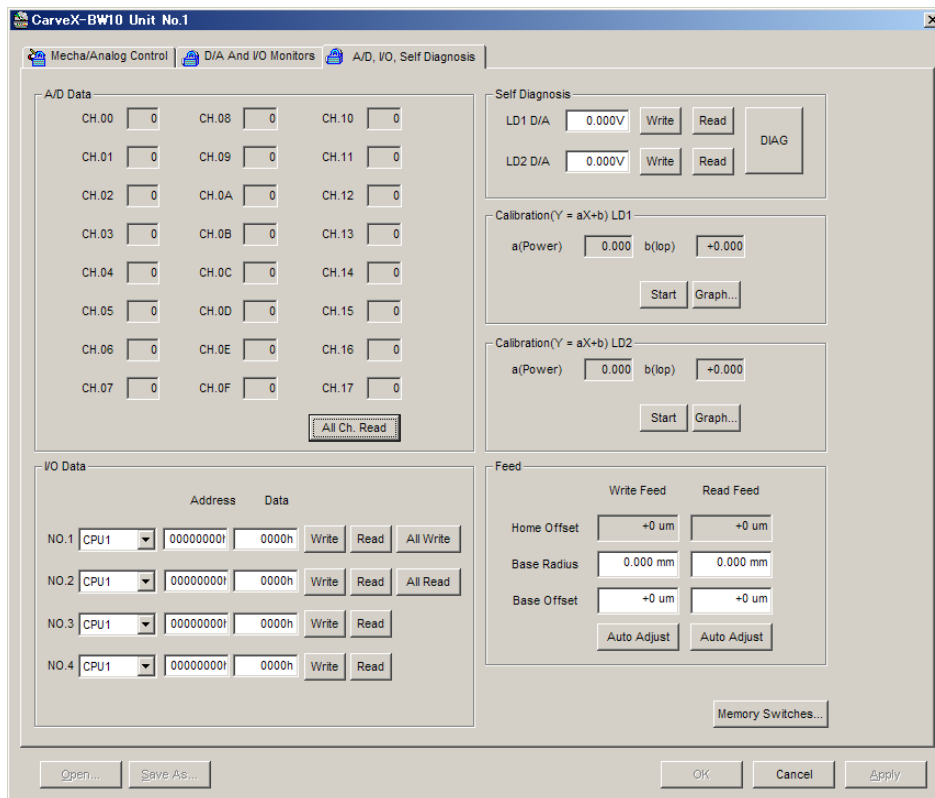 CarveX-BW10 Unit No.1
Mecha/Analog Control D/A And I/O Monitors A/D, I/O, Self Diagnosis
A/D Data
CH.00 0 CH.08 0 CH.10 0
CH.01 0 CH.09 0 CH.11 0
CH.02 0 CH.0A 0 CH.12 0
CH.03 0 CH.0B 0 CH.13 0
CH.04 0 CH.0C 0 CH.14 0
CH.05 0 CH.0D 0 CH.15 0
CH.06 0 CH.0E 0 CH.16 0
CH.07 0 CH.0F 0 CH.17 0
All Ch. Read
Self Diagnosis
LD1 D/A 0.000V Write Read
DIAG
LD2 D/A 0.000V Write Read
Calibration(Y = aX+b) LD1
a(Power) 0.000 b(Iop) +0.000
Start Graph...
Calibration(Y = aX+b) LD2
a(Power) 0.000 b(Iop) +0.000
Start Graph...
I/O Data
Address Data
NO.1 CPU1 00000000h 0000h Write Read All Write
NO.2 CPU1 00000000h 0000h Write Read All Read
NO.3 CPU1 00000000h 0000h Write Read
NO.4 CPU1 00000000h 0000h Write Read
Feed
Write Feed Read Feed
Home Offset +0 um +0 um
Base Radius 0.000 mm 0.000 mm
Base Offset +0 um +0 um
Auto Adjust Auto Adjust
Memory Switches...
Open... Save As... OK Cancel Apply